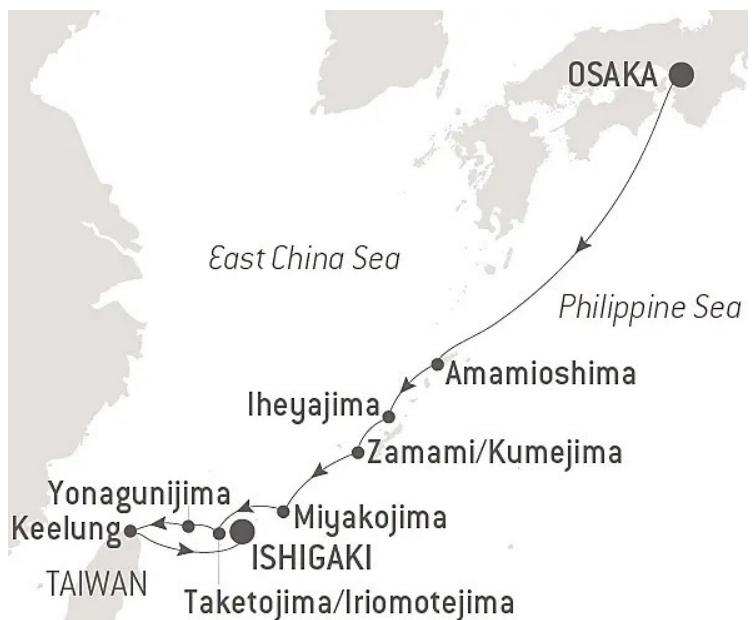 OSAKA
East China Sea
Philippine Sea
Amamioshima
Iheyajima
Zamami/Kumejima
Yonagunijima
Miyakojima
Keelung
ISHIGAKI
TAIWAN
Taketojima/Iriomotejima